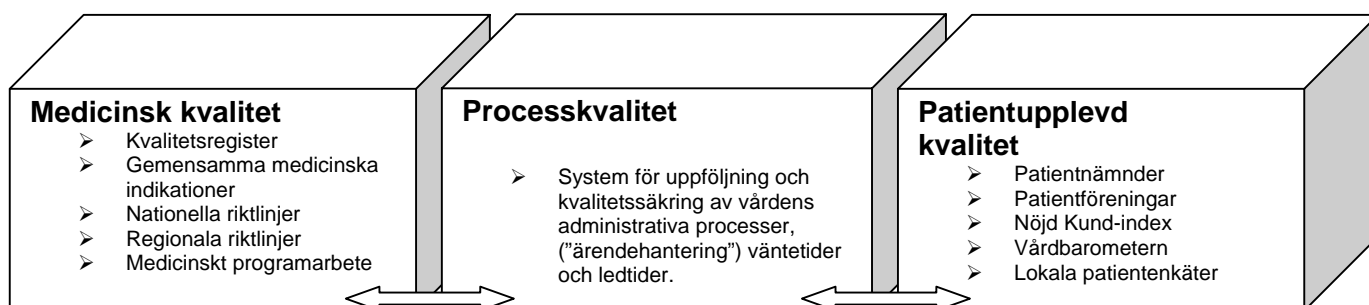 Medicinsk kvalitet
➢ Kvalitetsregister
➢ Gemensamma medicinska
indikationer
➢ Nationella riktlinjer
➢ Regionala riktlinjer
➢ Medicinskt programarbete
Processkvalitet
➢ System för uppföljning och
kvalitetssäkring av vårdens
administrativa processer,
("ärendehantering") väntetider
och ledtider.
Patientupplevd
kvalitet
➢ Patientnämnder
➢ Patientföreningar
➢ Nöjd Kund-index
➢ Vårdbarometern
➢ Lokala patientenkäter